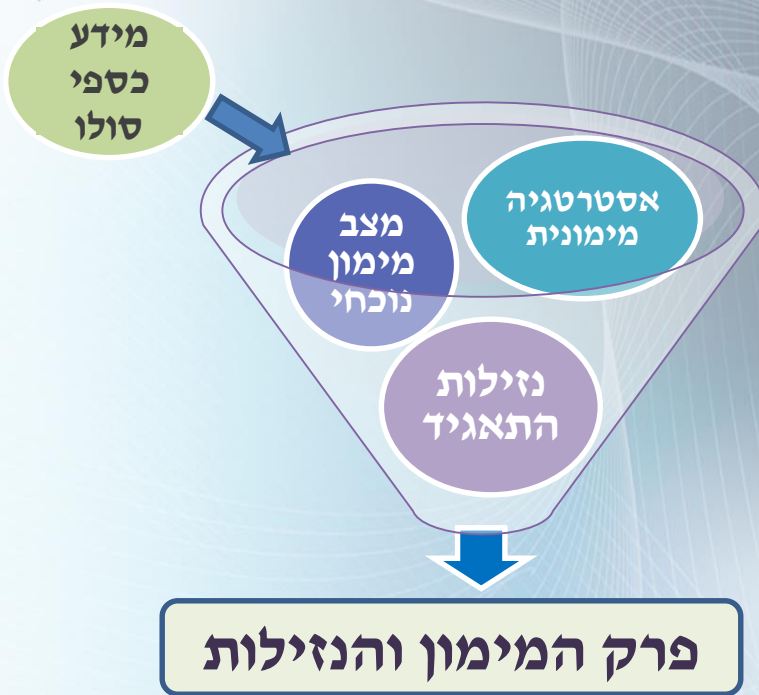 מידע
כספי
סולו
אסטרטגיה
מימונית
מצב
מימון
נוכחי
נזילות
התאגיד
פרק המימון והנזילות